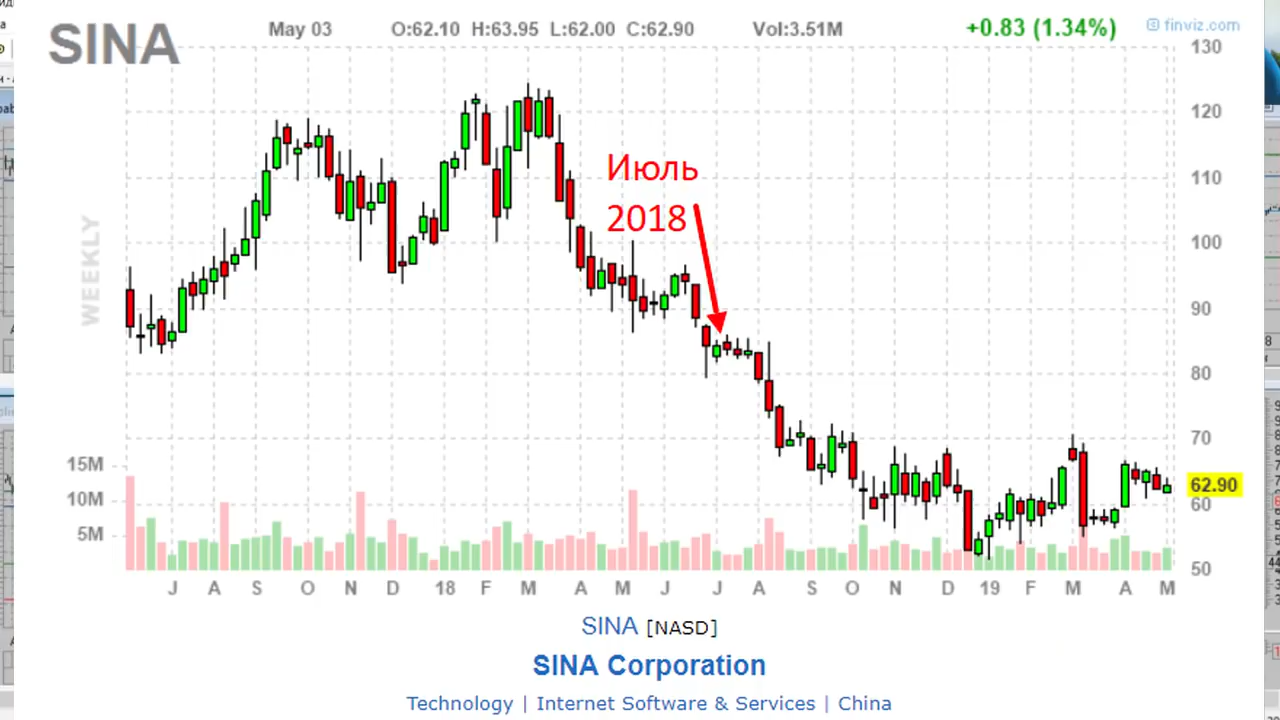 SINA
May 03 O:62.10 H:63.95 L:62.00 C:62.90 Vol:3.51M +0.83 (1.34%)
© finviz.com
130
120
110
100
90
80
70
62.90
60
50
WEEKLY
Июль
2018
15M
10M
5M
J A S O N D 18 F M A M J J A S O N D 19 F M A M
SINA [NASD]
SINA Corporation
Technology | Internet Software & Services | China